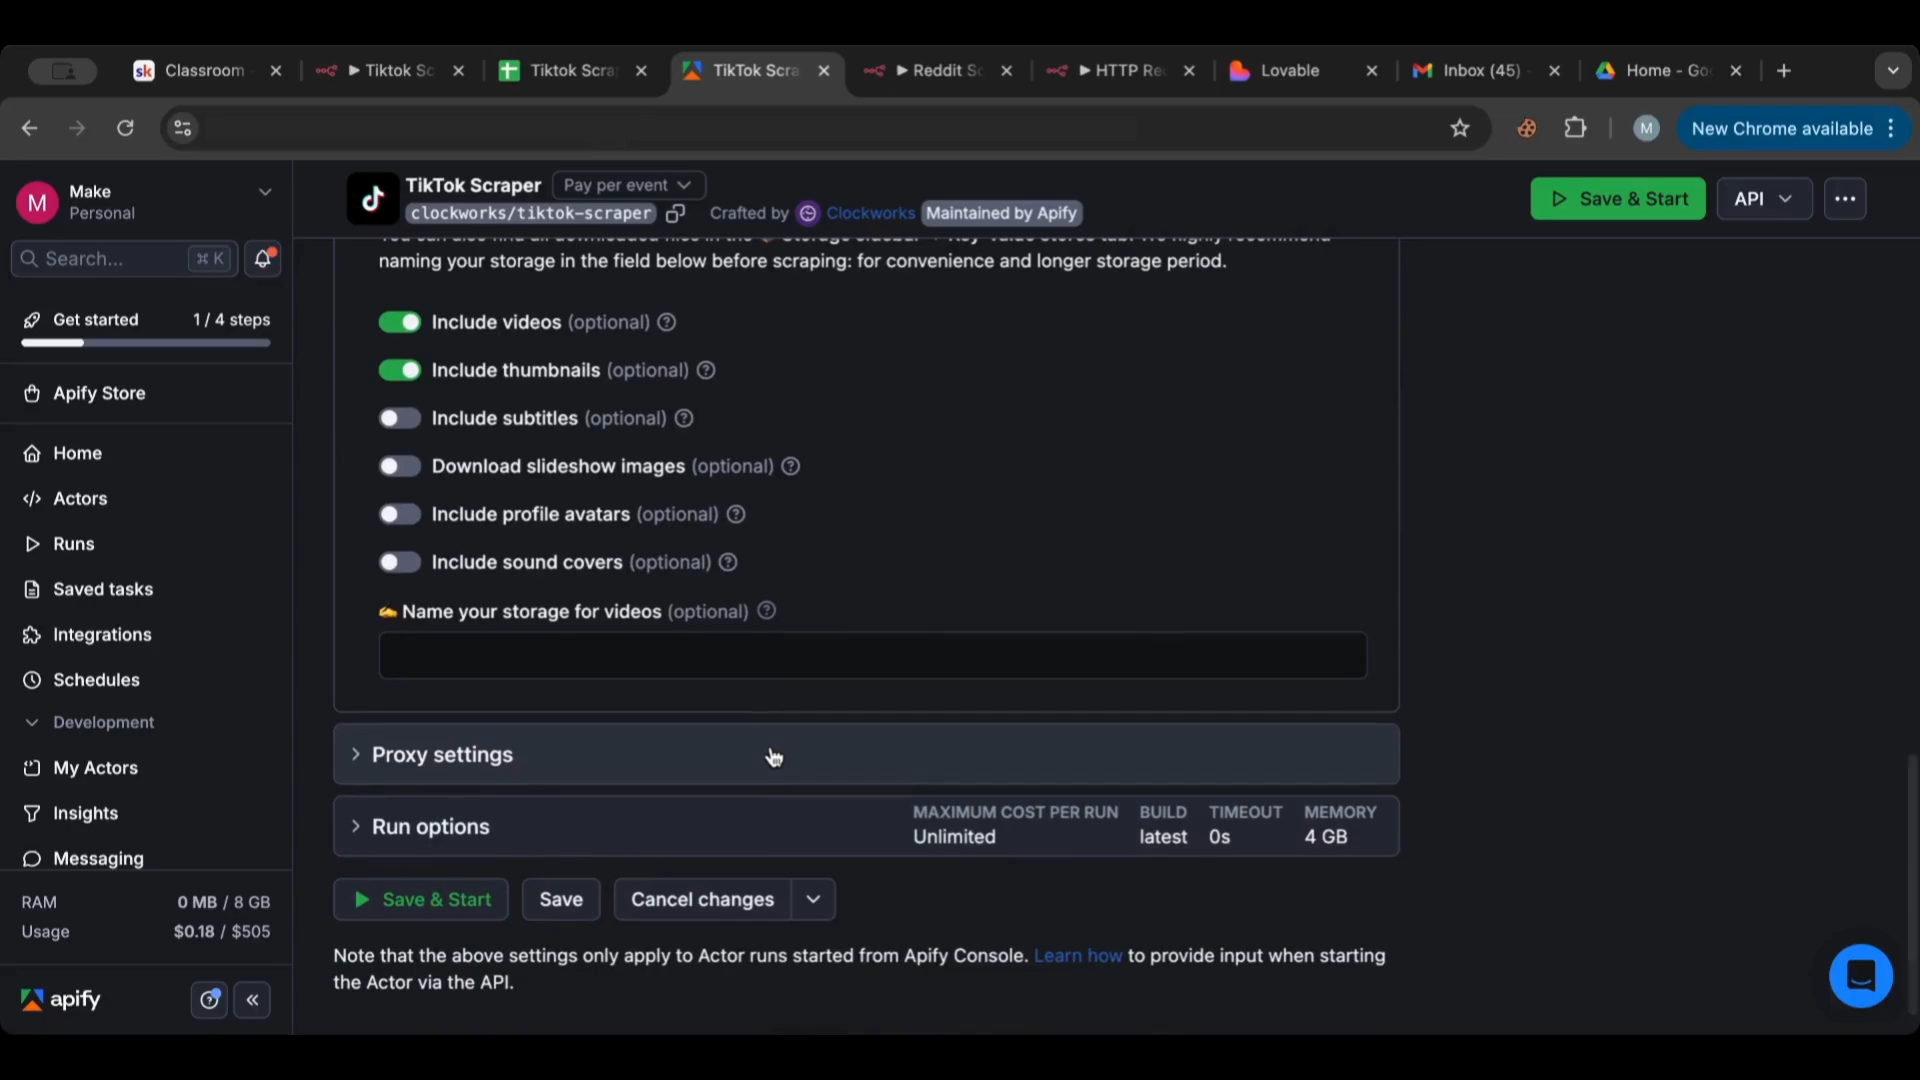 Classroom
▶ Tiktok Sc
Tiktok Scra
TikTok Scra
▶ Reddit Sc
▶ HTTP Re
Lovable
Inbox (45)
Home - Go
New Chrome available
M
Make
Personal
TikTok Scraper
Pay per event
clockworks/tiktok-scraper
Crafted by Clockworks
Maintained by Apify
Save & Start
API
Search...
⌘ K
naming your storage in the field below before scraping: for convenience and longer storage period.
Get started
1 / 4 steps
Apify Store
Home
Actors
Runs
Saved tasks
Integrations
Schedules
Development
My Actors
Insights
Messaging
RAM
0 MB / 8 GB
Usage
$0.18 / $505
apify
Include videos (optional)
Include thumbnails (optional)
Include subtitles (optional)
Download slideshow images (optional)
Include profile avatars (optional)
Include sound covers (optional)
Name your storage for videos (optional)
Proxy settings
Run options
MAXIMUM COST PER RUN
Unlimited
BUILD
latest
TIMEOUT
0s
MEMORY
4 GB
Save & Start
Save
Cancel changes
Note that the above settings only apply to Actor runs started from Apify Console. Learn how to provide input when starting
the Actor via the API.